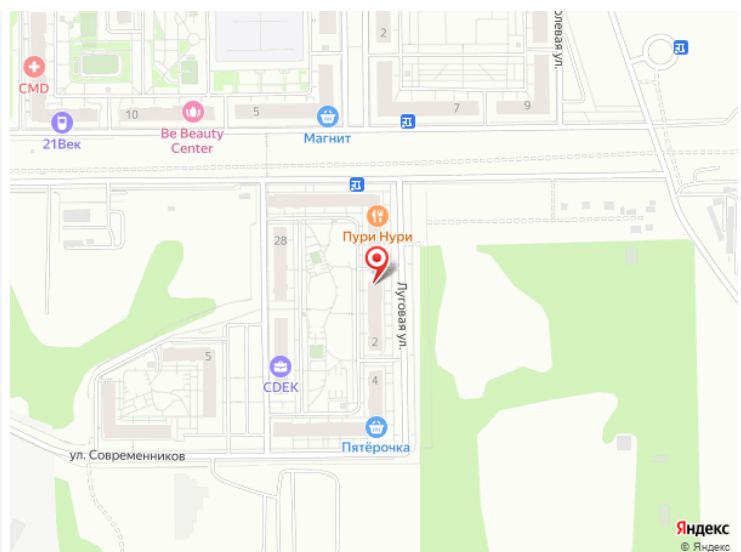 2
олевая ул.
CMD
10
5
7
9
21Век
Be Beauty
Center
Магнит
28
Пури Нури
Луговая ул.
2
5
4
CDEK
Пятёрочка
ул. Современников
Яндекс
© Яндекс